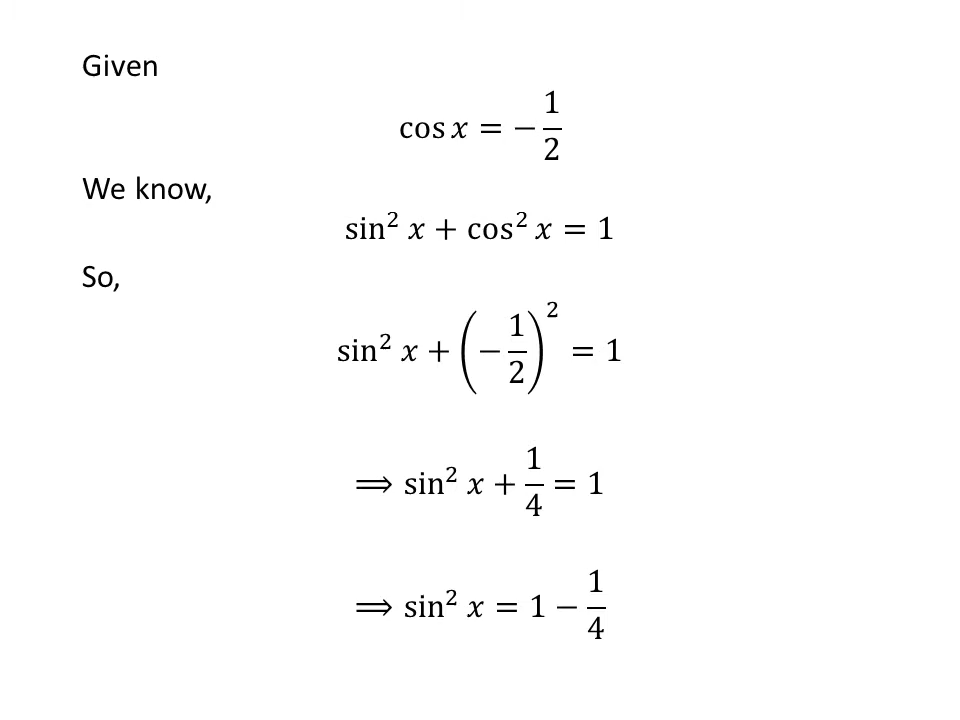 Given
cos x = −1/2
We know,
sin² x + cos² x = 1
So,
sin² x + (−1/2)² = 1
⟹ sin² x + 1/4 = 1
⟹ sin² x = 1 − 1/4